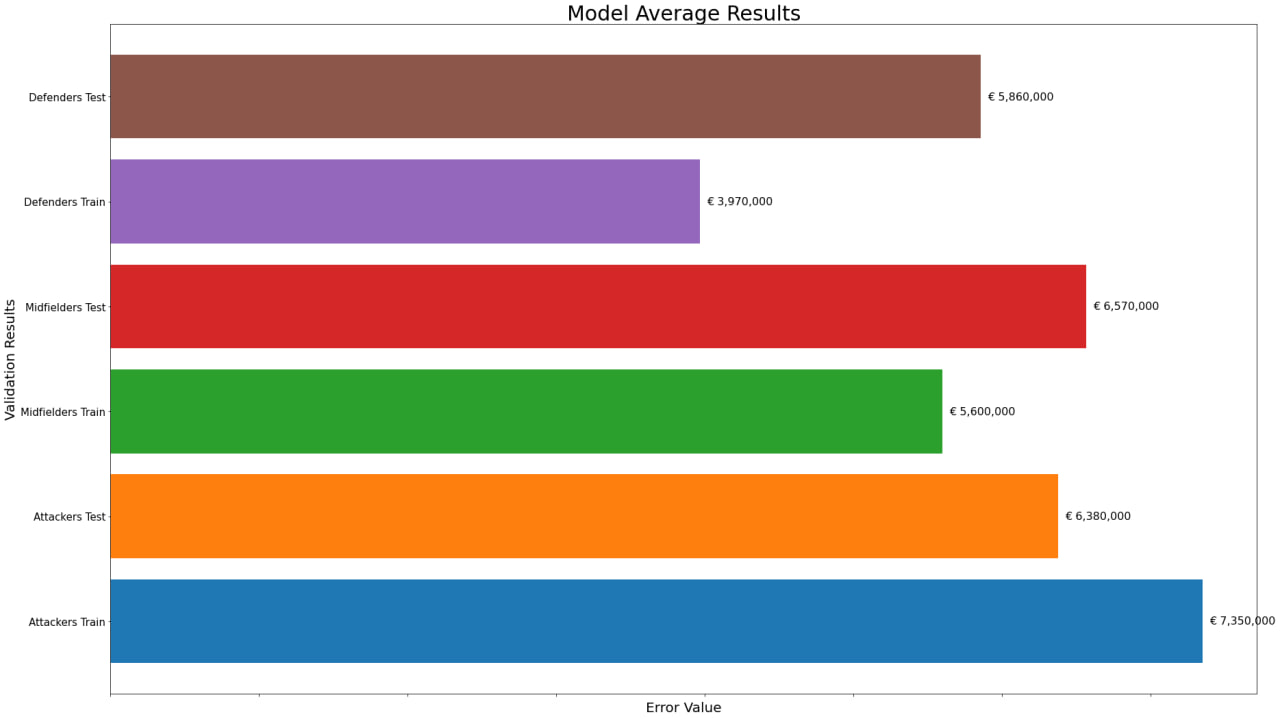 Model Average Results
Validation Results
Defenders Test
€ 5,860,000
Defenders Train
€ 3,970,000
Midfielders Test
€ 6,570,000
Midfielders Train
€ 5,600,000
Attackers Test
€ 6,380,000
Attackers Train
€ 7,350,000
Error Value